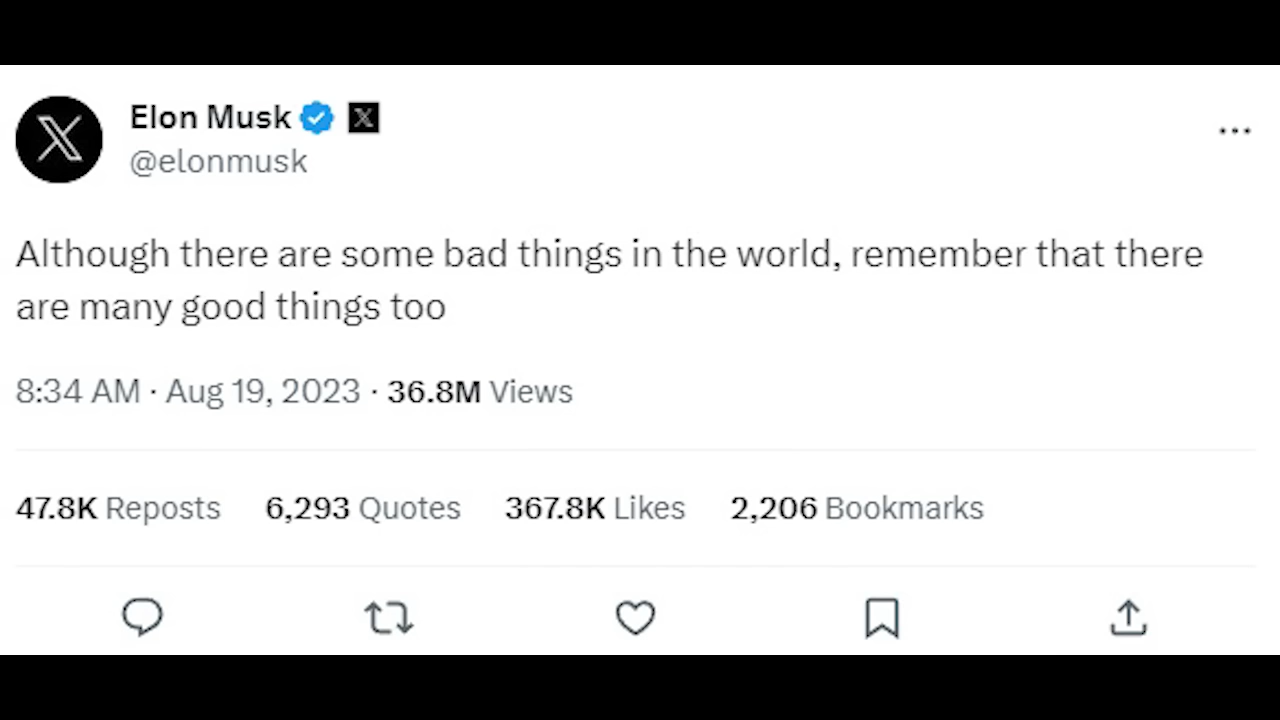 Elon Musk
@elonmusk
Although there are some bad things in the world, remember that there
are many good things too
8:34 AM · Aug 19, 2023 · 36.8M Views
47.8K Reposts 6,293 Quotes 367.8K Likes 2,206 Bookmarks